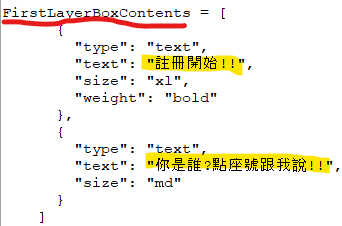 FirstLayerBoxContents = [
{
"type": "text",
"text": "註冊開始!!",
"size": "xl",
"weight": "bold"
},
{
"type": "text",
"text": "你是誰?點座號跟我說!!",
"size": "md"
}
]